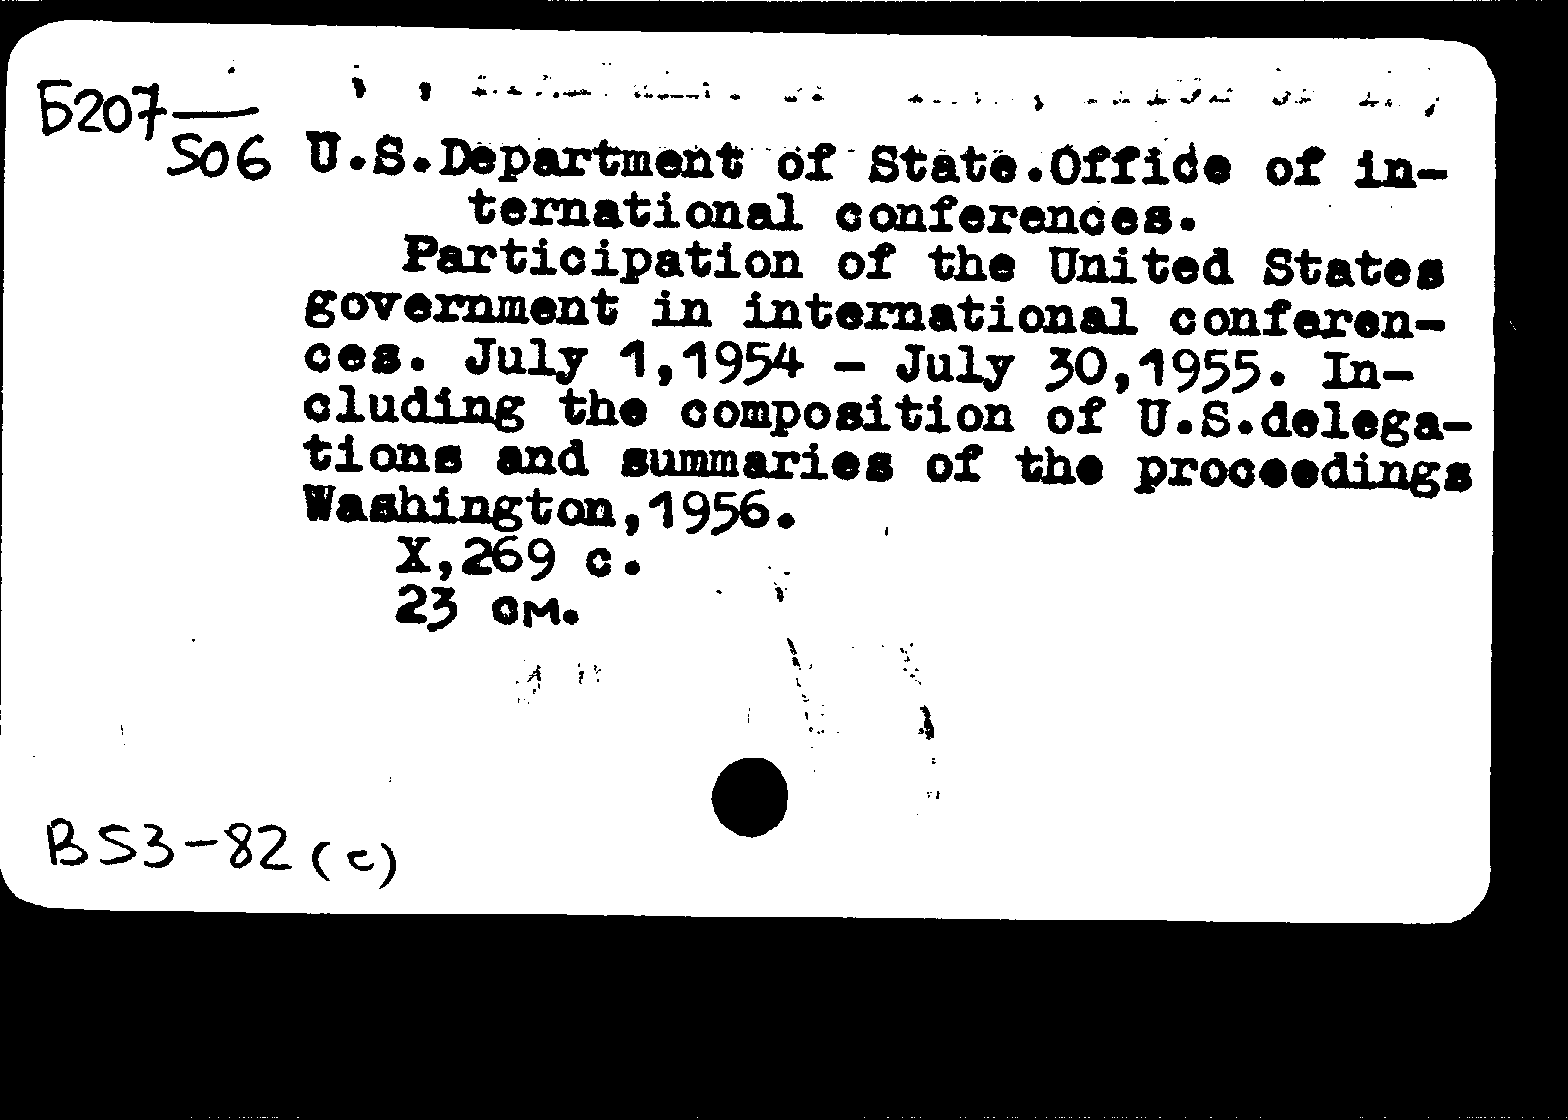 Б207
506
U.S.Department of State.Office of in-
ternational conferences.
Participation of the United States
government in international conferen-
ces. July 1,1954 - July 30,1955. In-
cluding the composition of U.S.delega-
tions and summaries of the proceedings
Washington,1956.
X,269 с.
23 см.
BS3-82(c)